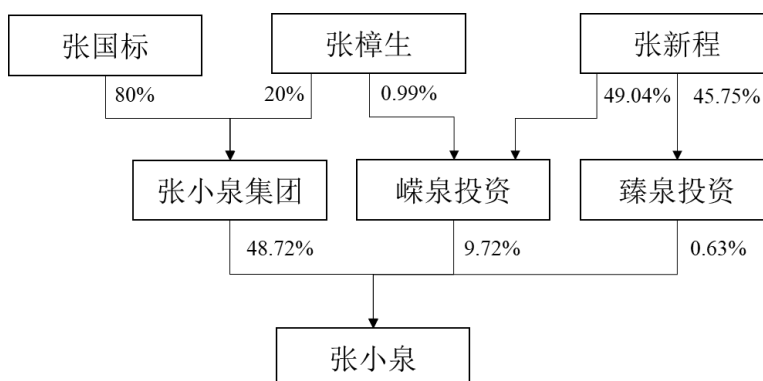 张国标
张樟生
张新程
80%
20%
0.99%
49.04%
45.75%
张小泉集团
嵘泉投资
臻泉投资
48.72%
9.72%
0.63%
张小泉